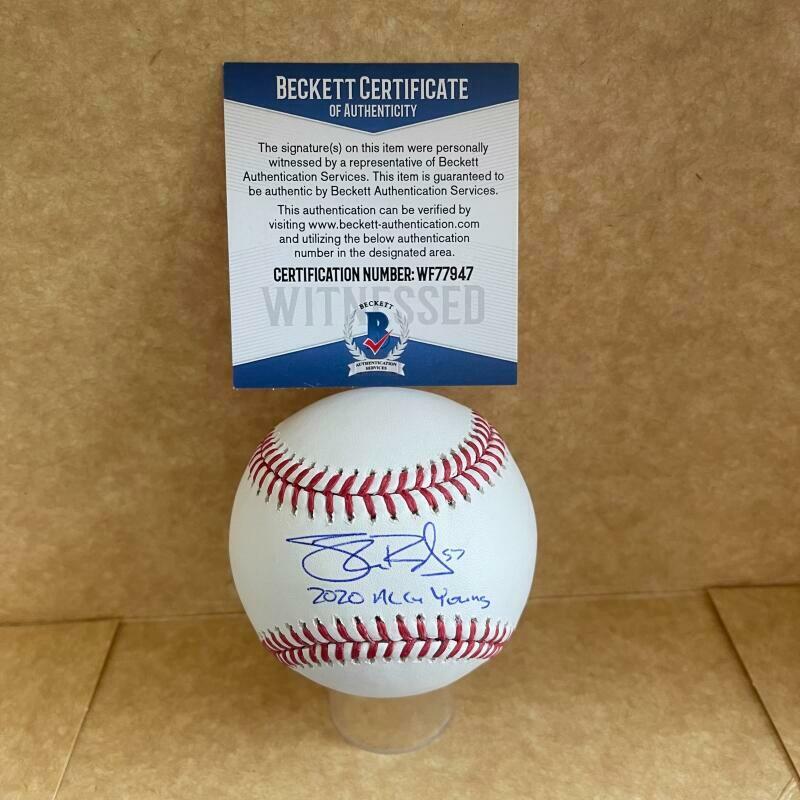 BECKETT CERTIFICATE
OF AUTHENTICITY
The signature(s) on this item were personally
witnessed by a representative of Beckett
Authentication Services. This item is guaranteed to
be authentic by Beckett Authentication Services.
This authentication can be verified by
visiting www.beckett-authentication.com
and utilizing the below authentication
number in the designated area.
CERTIFICATION NUMBER: WF77947
WITNESSED
BECKETT
B
AUTHENTICATION
SERVICES
57
2020 AL Cy Young